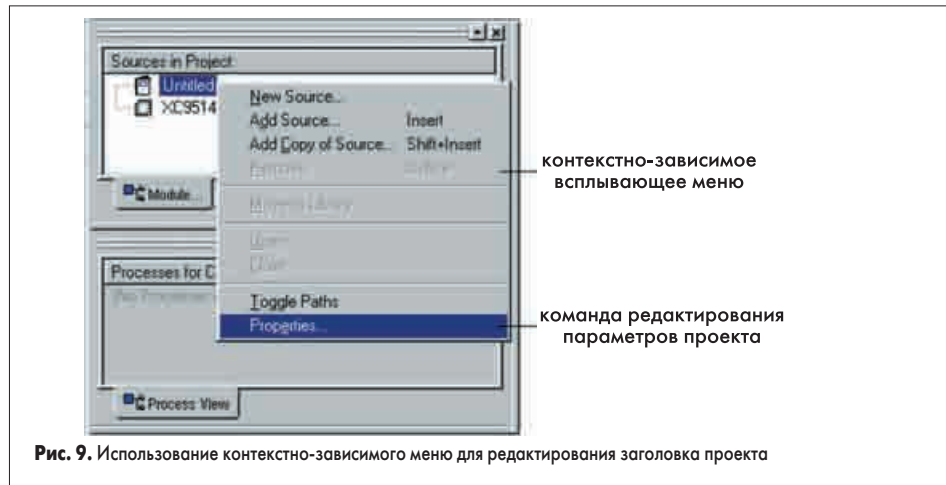 Sources in Project:
Untitled
XC9514
New Source...
Add Source... Insert
Add Copy of Source... Shift+Insert
Toggle Paths
Properties...
Module...
Processes for C
Process View
контекстно-зависимое
всплывающее меню
команда редактирования
параметров проекта
Рис. 9. Использование контекстно-зависимого меню для редактирования заголовка проекта